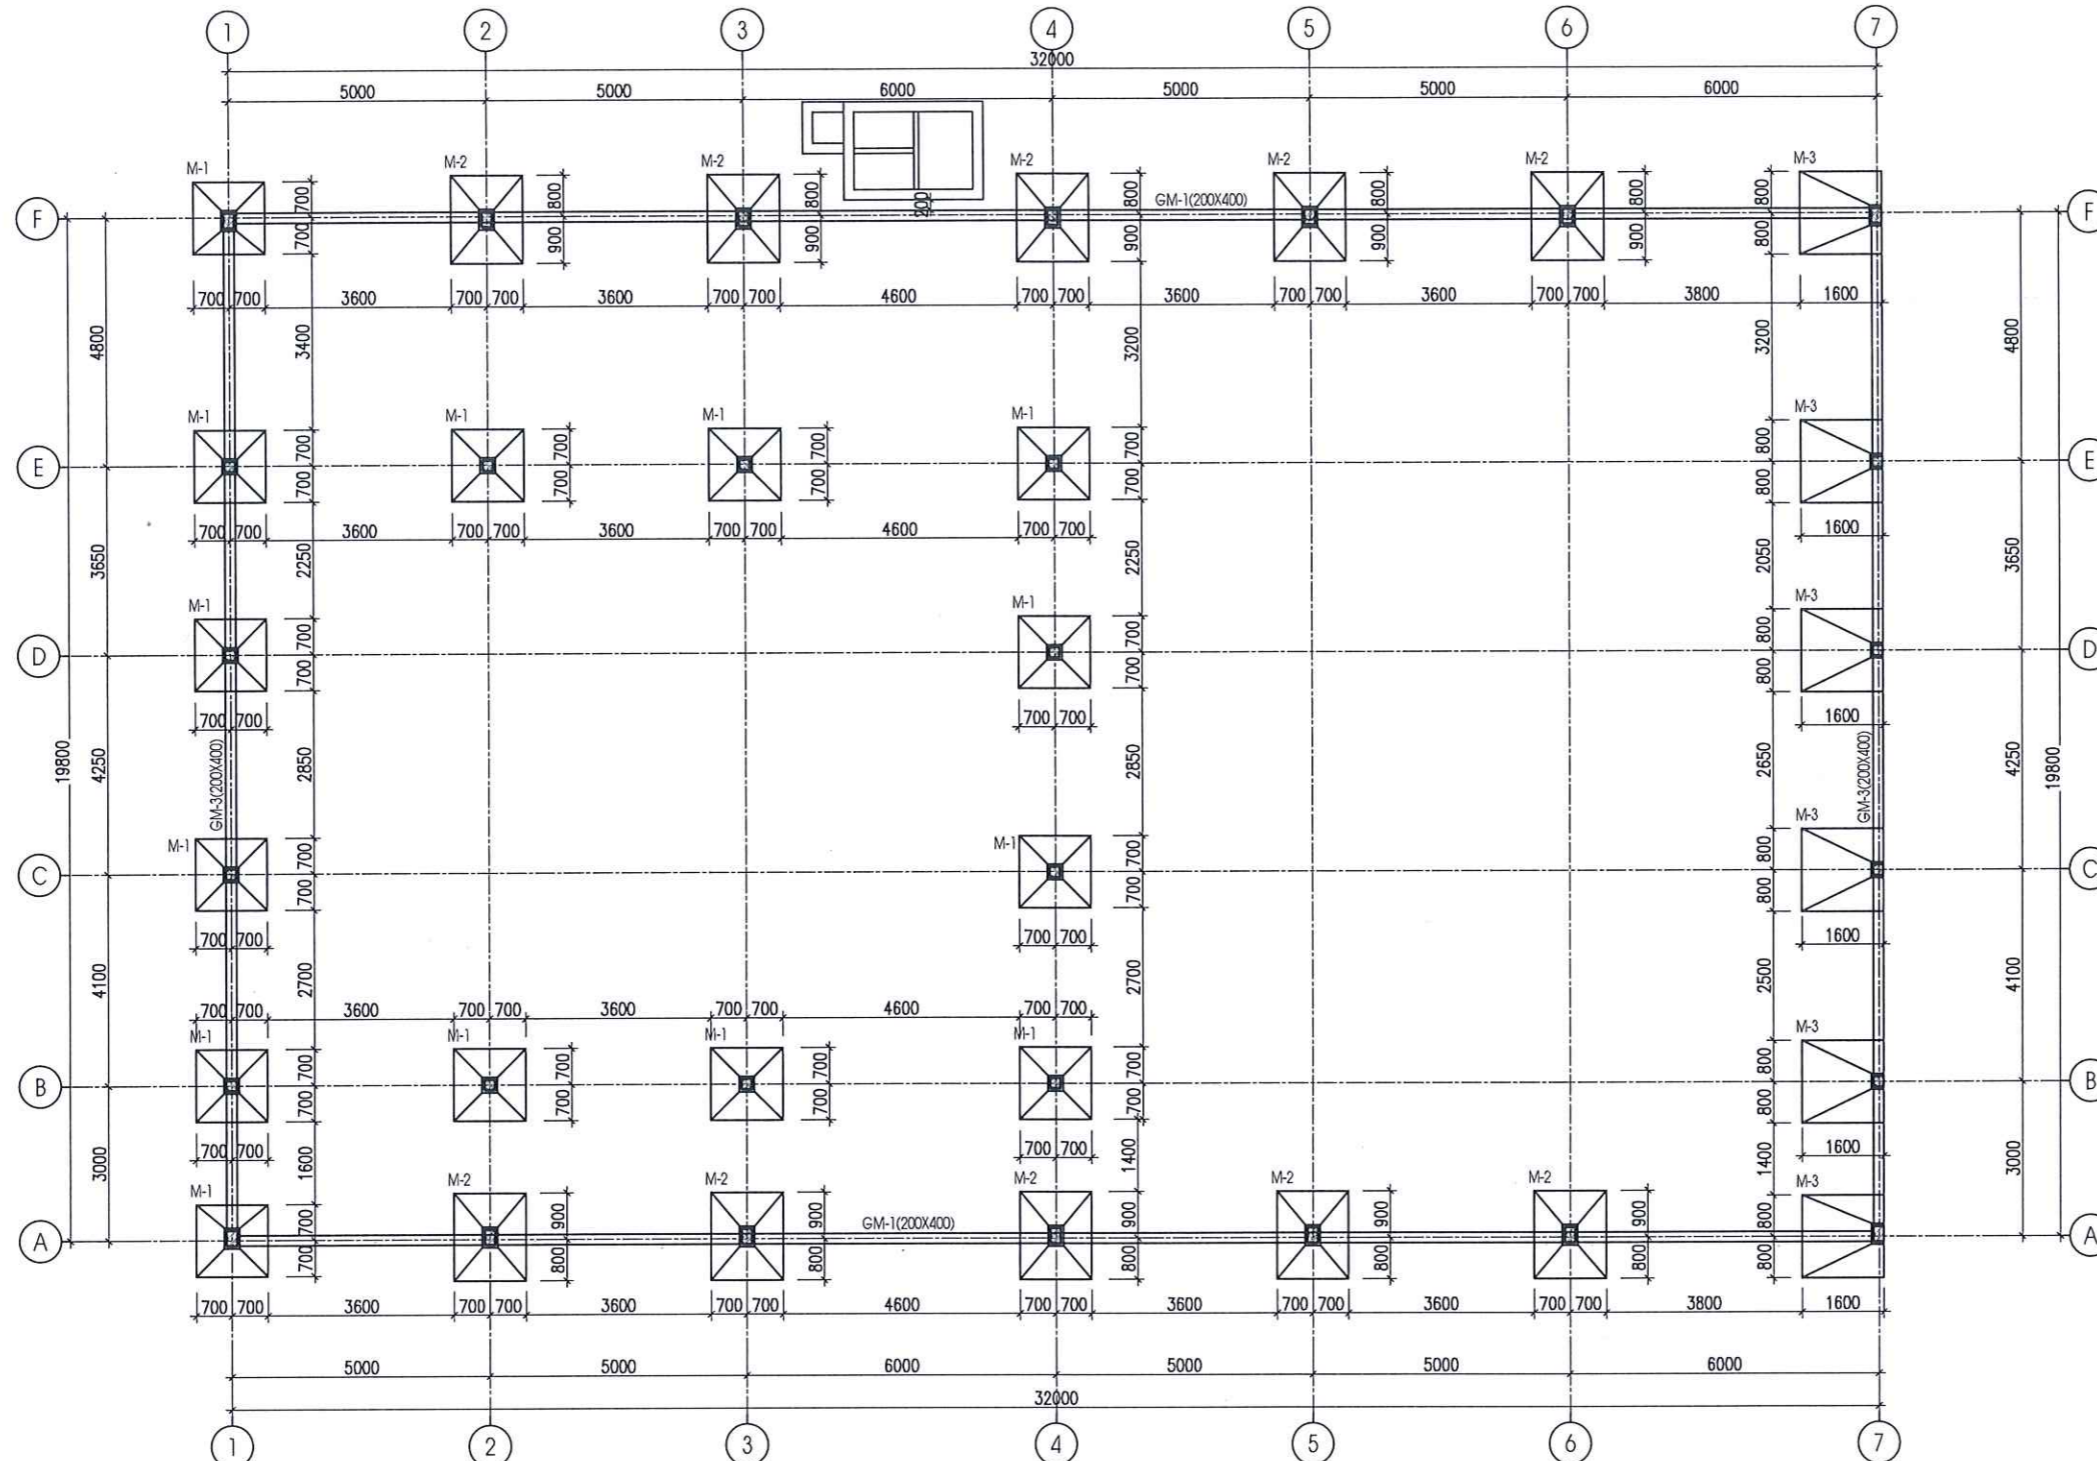 1 2 3 4 5 6 7
32000
5000 5000 6000 5000 5000 6000
M-1 M-2 M-2 M-2 M-2 M-2 M-3
700 800 800 800 800 800 800
GM-1(200X400)
200
F F
700 900 900 900 900 900 800
700 700 3600 700 700 3600 700 700 4600 700 700 3600 700 700 3600 700 700 3800 1600
4800 3400 3200 3200 4800
M-1 M-1 M-1 M-1 M-3
700 700 700 700 800
E E
700 700 700 700 800
700 700 3600 700 700 3600 700 700 4600 700 700 1600
3650 2250 2250 2050 3650
M-1 M-1 M-3
700 700 800
D D
700 700 800
700 700 700 700 1600
19800 4250 GM-3(200X400) 2850 2850 2650 GM-3(200X400) 4250 19800
M-1 M-1 M-3
700 700 800
C C
700 700 800
700 700 700 700 1600
4100 2700 2700 2500 4100
700 700 3600 700 700 3600 700 700 4600 700 700
M-1 M-1 M-1 M-1 M-3
700 700 700 700 800
B B
700 700 700 700 800
700 700 700 700 1600
3000 1600 1400 1400 3000
M-1 M-2 M-2 M-2 M-2 M-2 M-3
700 900 900 900 900 900 800
GM-1(200X400)
A A
700 800 800 800 800 800 800
700 700 3600 700 700 3600 700 700 4600 700 700 3600 700 700 3600 700 700 3800 1600
5000 5000 6000 5000 5000 6000
32000
1 2 3 4 5 6 7